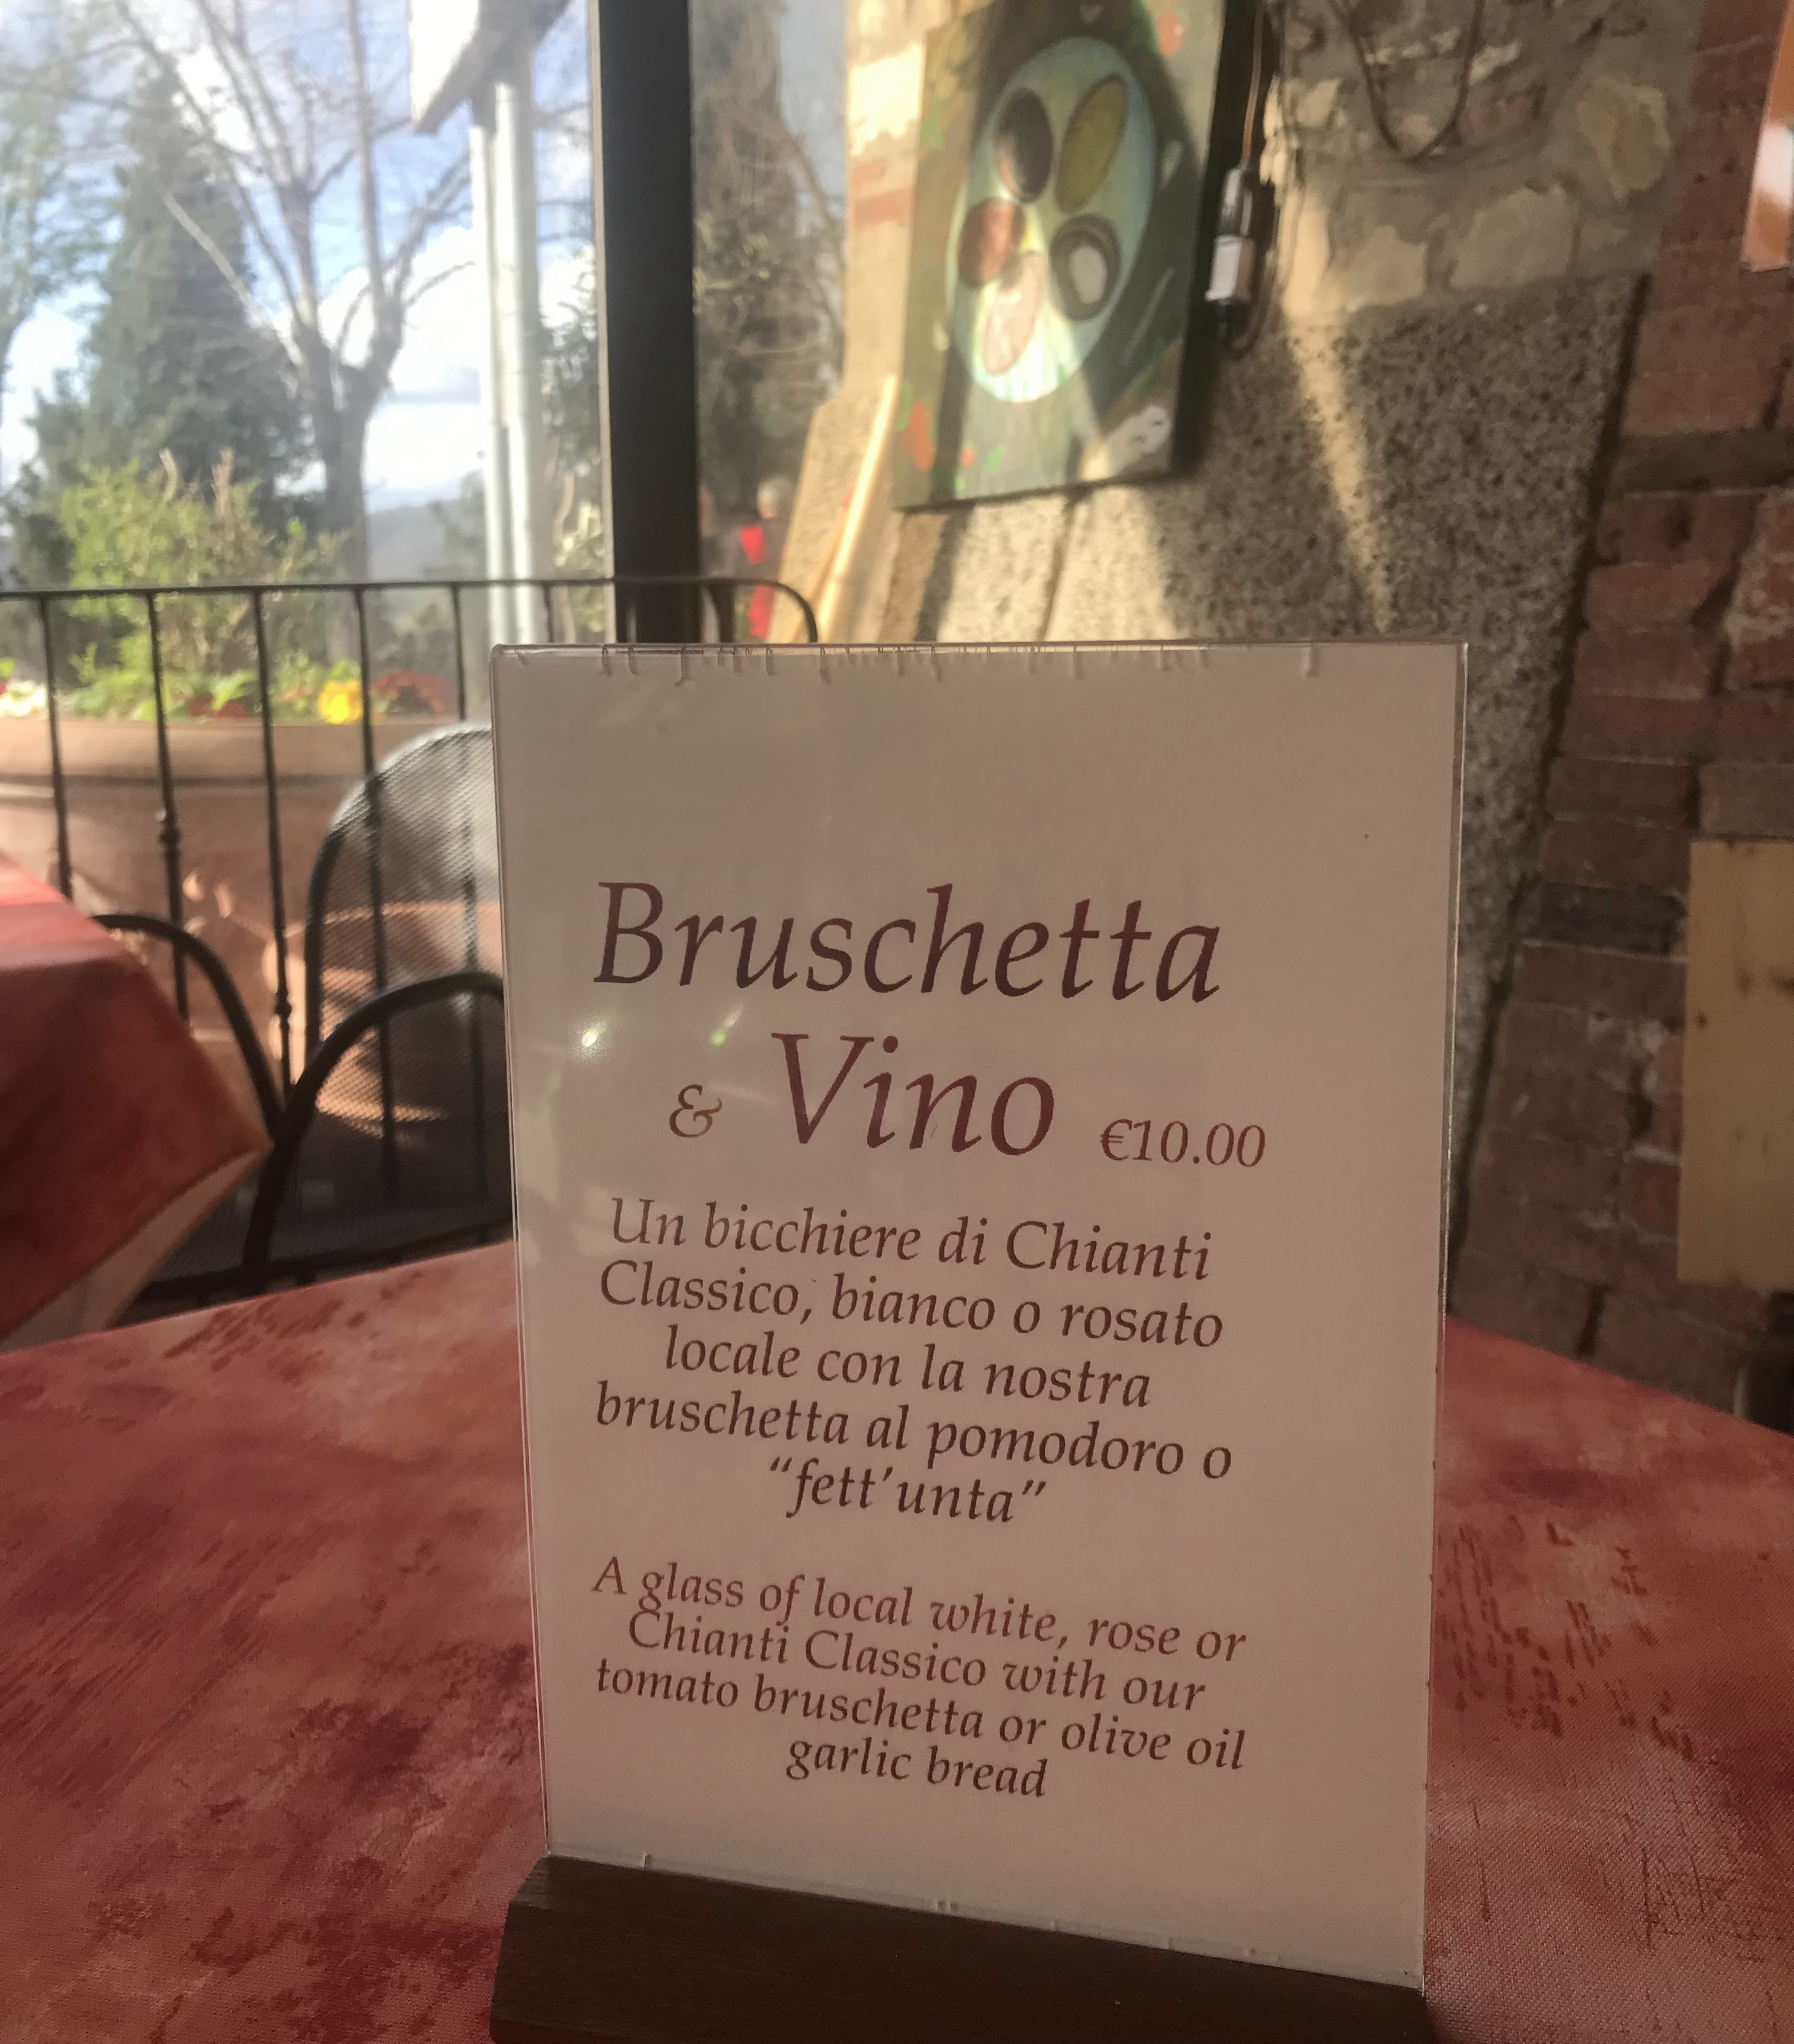 Bruschetta
& Vino €10.00
Un bicchiere di Chianti
Classico, bianco o rosato
locale con la nostra
bruschetta al pomodoro o
“fett’unta”
A glass of local white, rose or
Chianti Classico with our
tomato bruschetta or olive oil
garlic bread